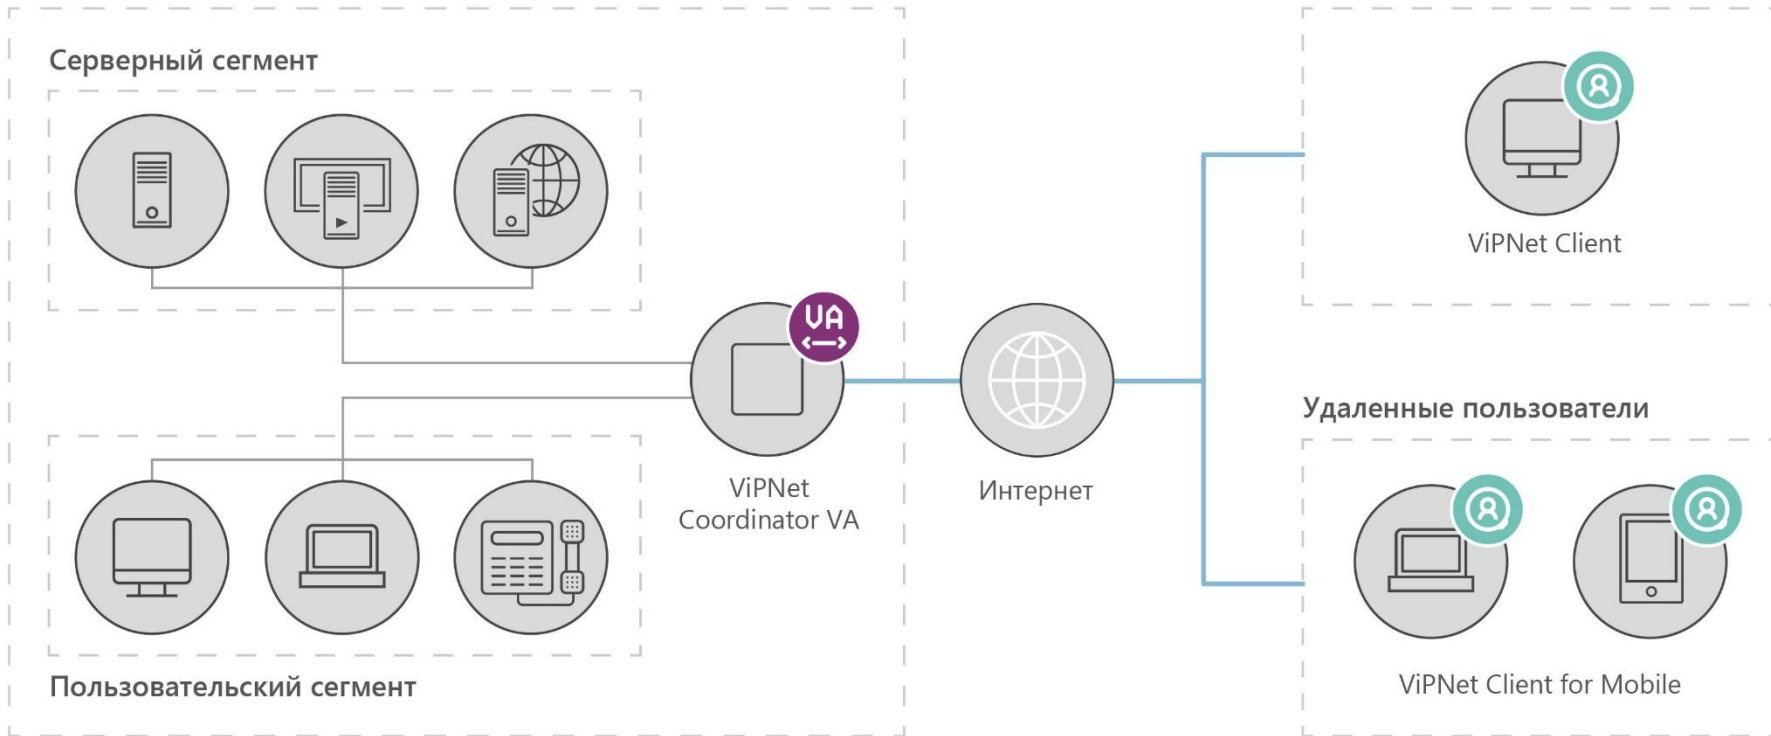 Серверный сегмент
VA
ViPNet Client
ViPNet
Coordinator VA
Интернет
Удаленные пользователи
Пользовательский сегмент
ViPNet Client for Mobile